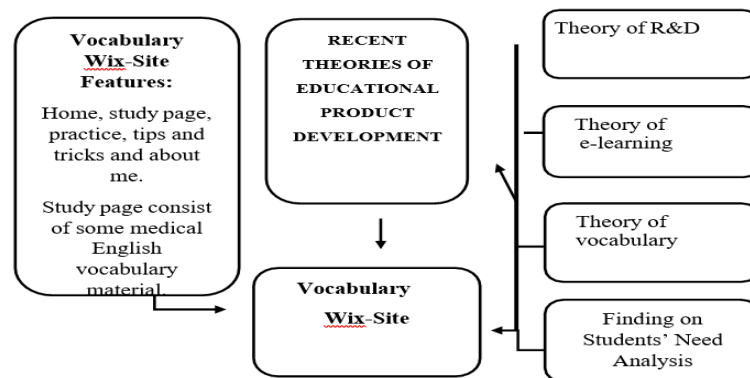 Vocabulary
Wix-Site
Features:
Home, study page,
practice, tips and
tricks and about
me.
Study page consist
of some medical
English
vocabulary
material.
RECENT
THEORIES OF
EDUCATIONAL
PRODUCT
DEVELOPMENT
Vocabulary
Wix-Site
Theory of R&D
Theory of
e-learning
Theory of
vocabulary
Finding on
Students’ Need
Analysis